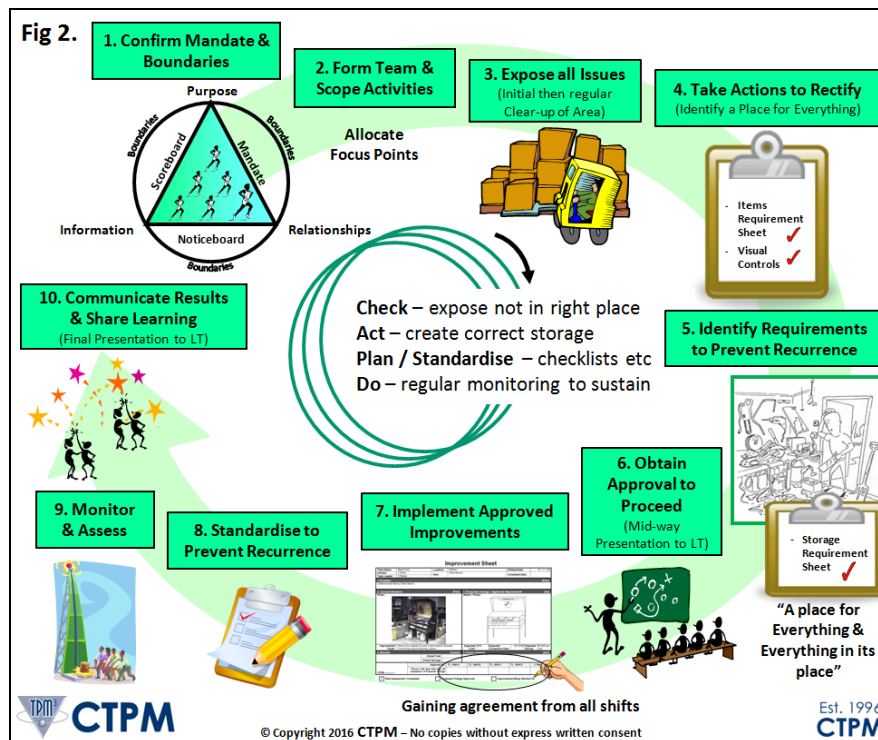 Fig 2.
1. Confirm Mandate &
Boundaries
Purpose
Boundaries
Boundaries
Scoreboard
Mandate
Information
Noticeboard
Relationships
Boundaries
2. Form Team &
Scope Activities
Allocate
Focus Points
3. Expose all Issues
(Initial then regular
Clear-up of Area)
4. Take Actions to Rectify
(Identify a Place for Everything)
- Items
Requirement
Sheet
- Visual
Controls
Check – expose not in right place
Act – create correct storage
Plan / Standardise – checklists etc
Do – regular monitoring to sustain
5. Identify Requirements
to Prevent Recurrence
- Storage
Requirement
Sheet
"A place for
Everything &
Everything in its
place"
6. Obtain
Approval to
Proceed
(Mid-way
Presentation to LT)
7. Implement Approved
Improvements
Improvement Sheet
Gaining agreement from all shifts
8. Standardise to
Prevent Recurrence
9. Monitor
& Assess
10. Communicate Results
& Share Learning
(Final Presentation to LT)
TPM³
CTPM
© Copyright 2016 CTPM – No copies without express written consent
Est. 1996
CTPM